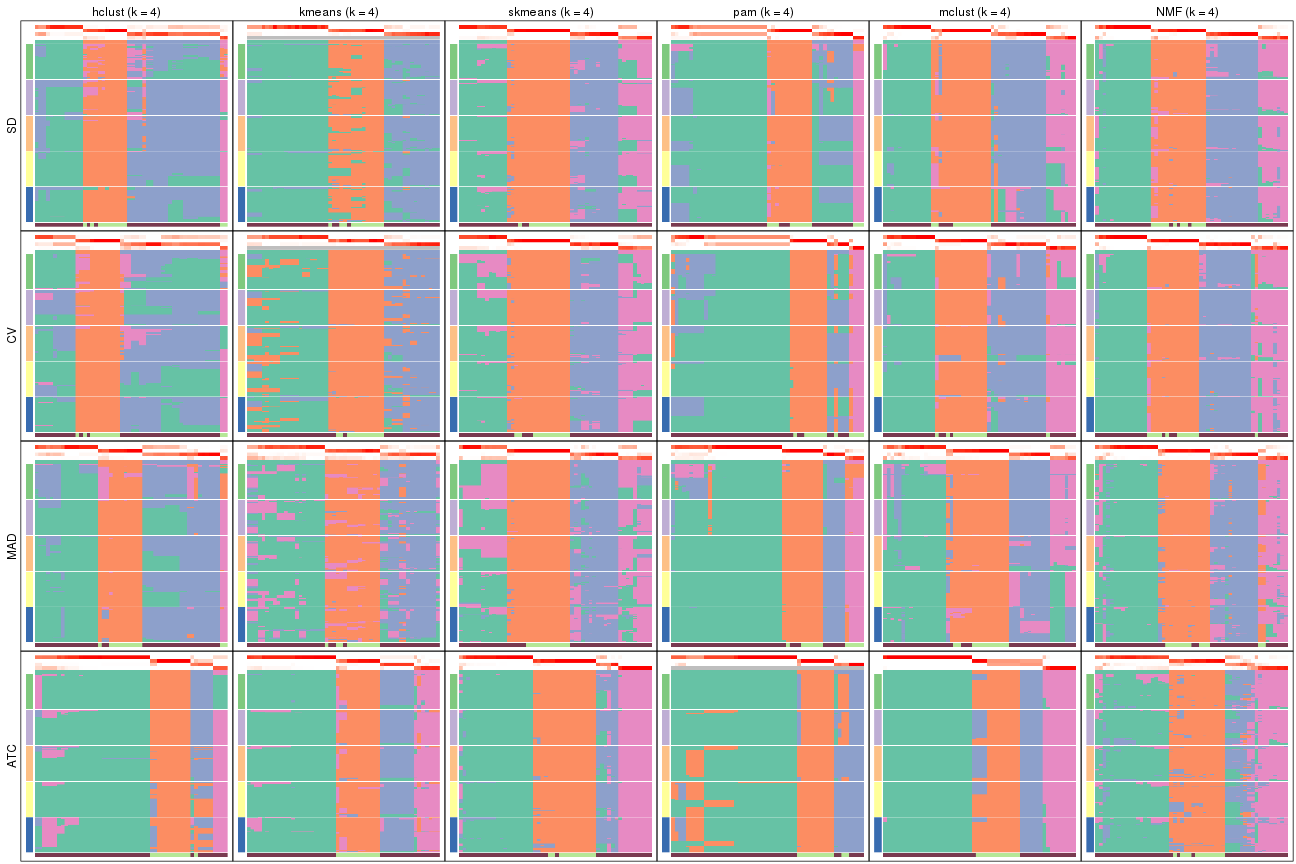 hclust (k = 4)
kmeans (k = 4)
skmeans (k = 4)
pam (k = 4)
mclust (k = 4)
NMF (k = 4)
SD
CV
MAD
ATC